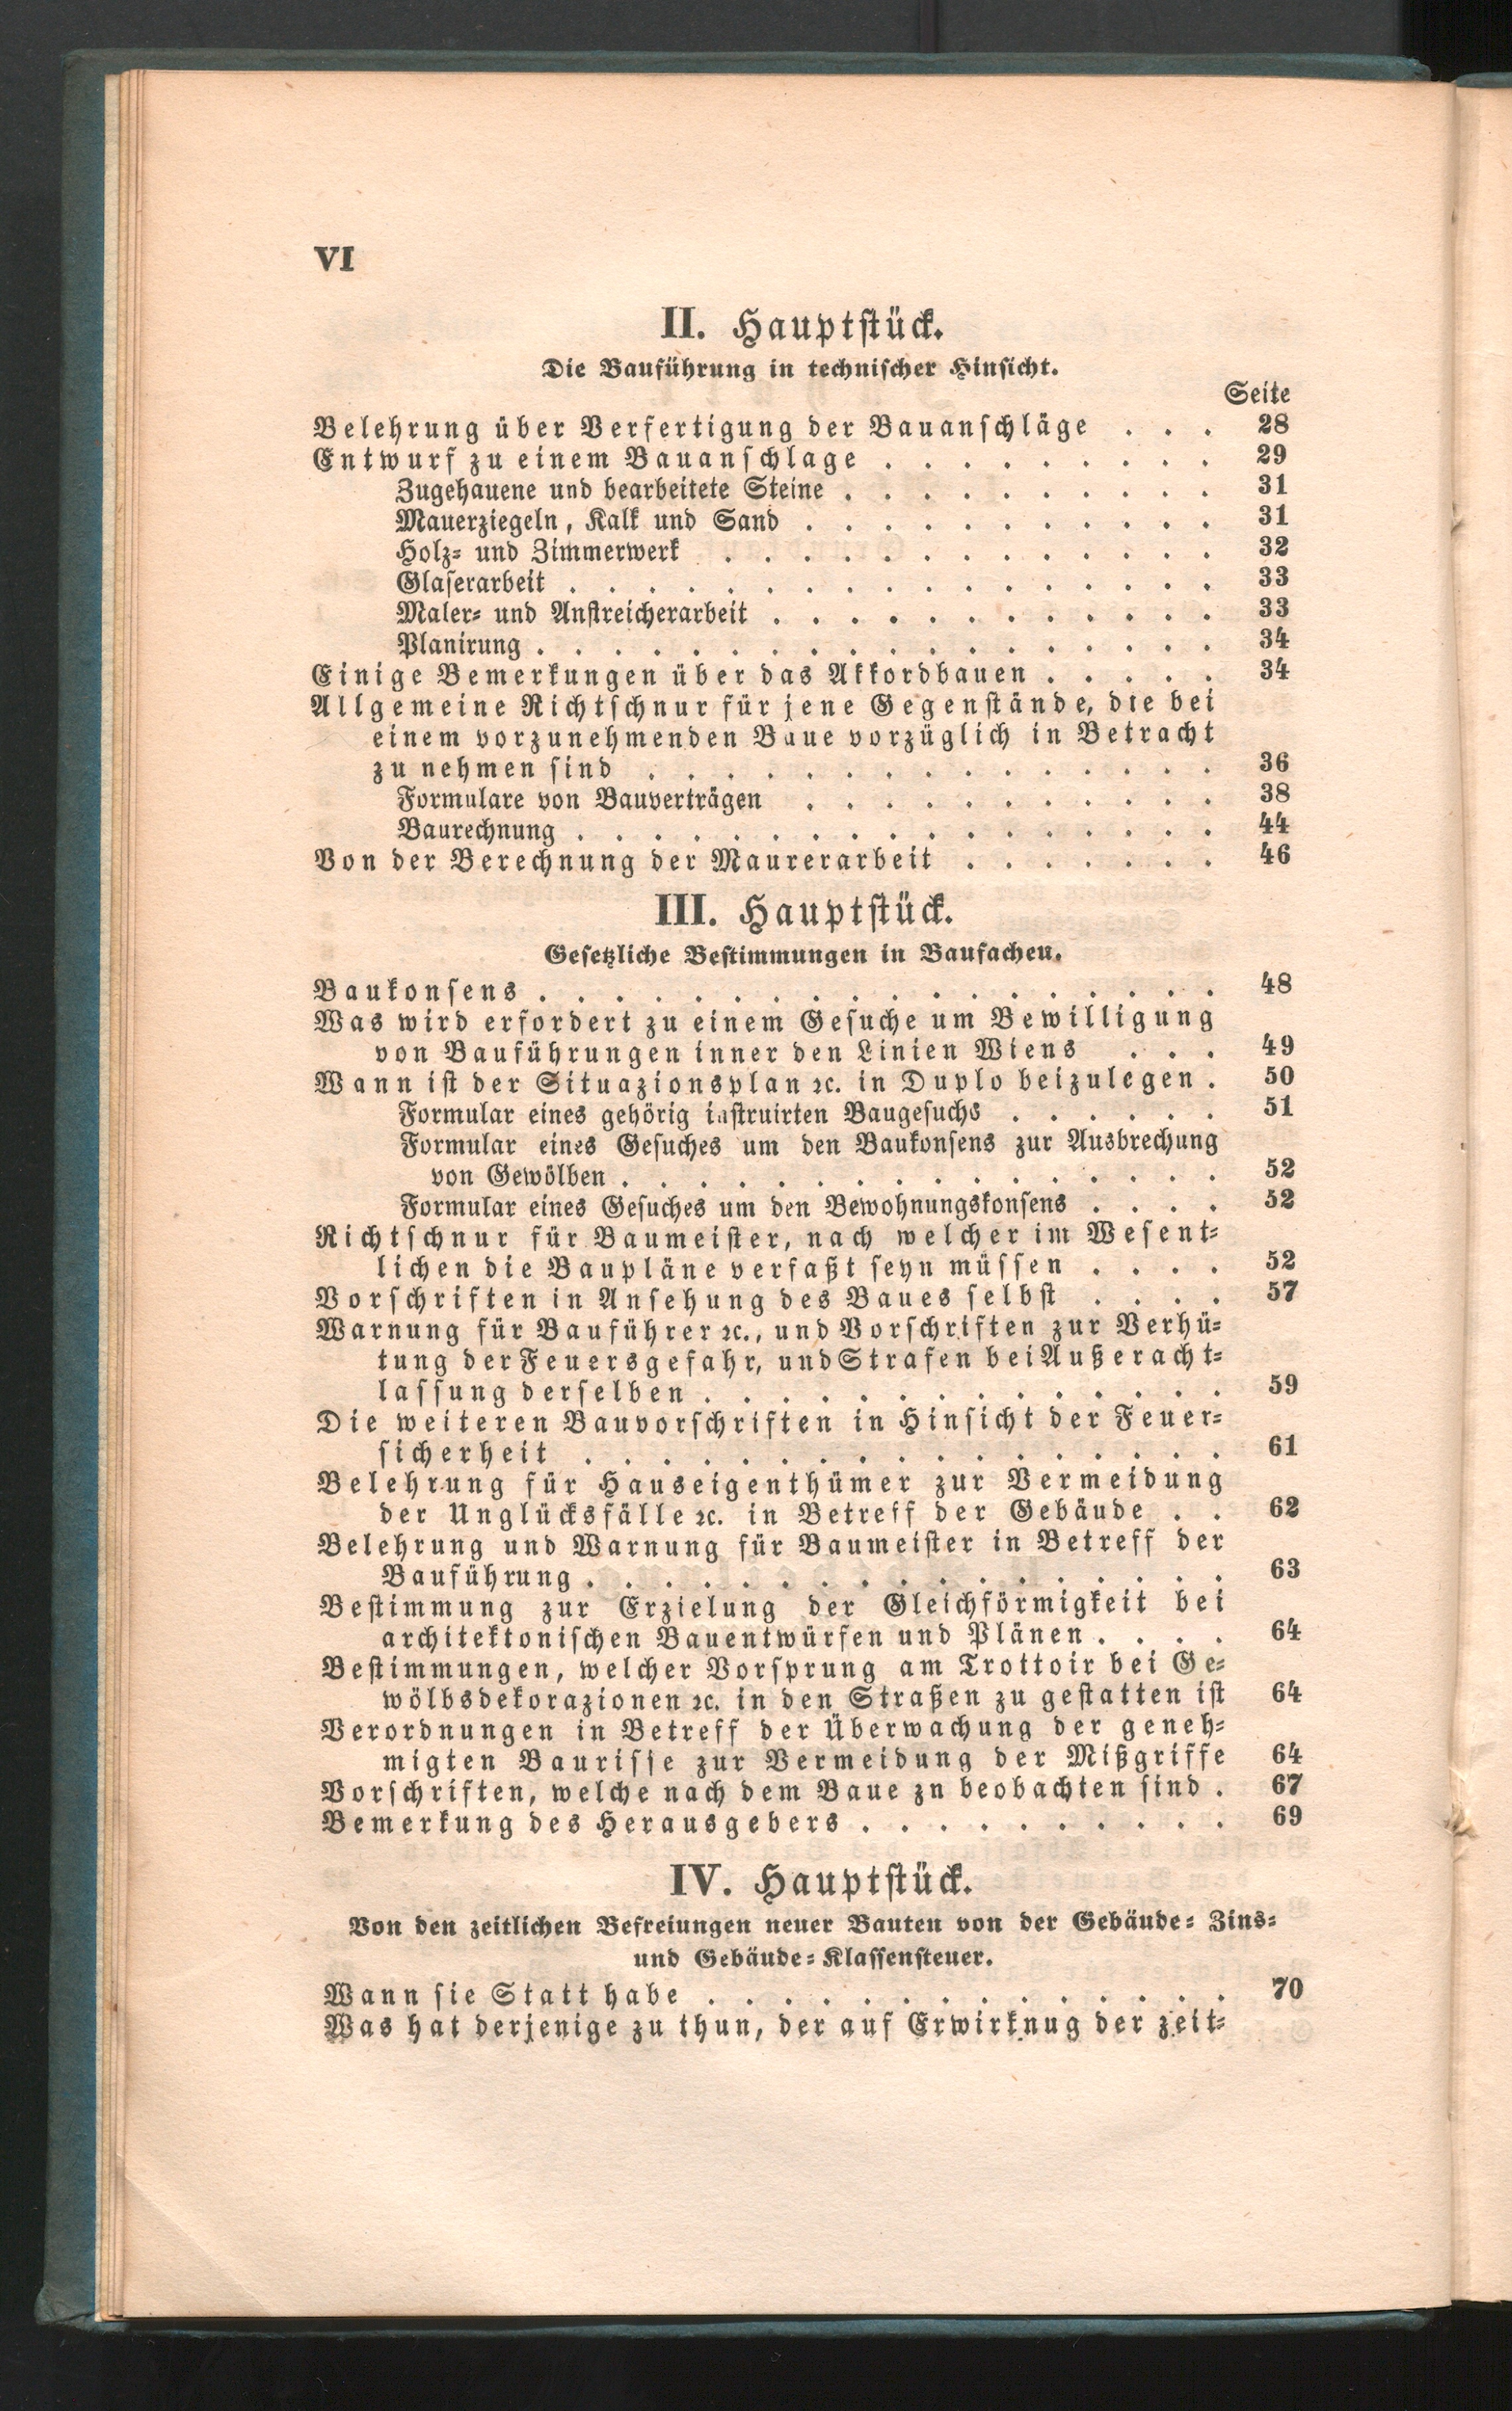 VI
II. Hauptstück.
Die Bauführung in technischer Hinsicht.
Seite
Belehrung über Verfertigung der Bauanschläge . . . 28
Entwurf zu einem Bauanschlage . . . . . . . . . 29
Zugehauene und bearbeitete Steine . . . . . . . . . . 31
Mauerziegeln, Kalk und Sand . . . . . . . . . . . 31
Holz- und Zimmerwerk . . . . . . . . . . . . . 32
Glaserarbeit . . . . . . . . . . . . . . . . . 33
Maler- und Anstreicherarbeit . . . . . . . . . . . . 33
Planirung . . . . . . . . . . . . . . . . . . 34
Einige Bemerkungen über das Akkordbauen . . . . . 34
Allgemeine Richtschnur für jene Gegenstände, die bei
einem vorzunehmenden Baue vorzüglich in Betracht
zu nehmen sind . . . . . . . . . . . . . . . 36
Formulare von Bauverträgen . . . . . . . . . . . 38
Baurechnung . . . . . . . . . . . . . . . . . 44
Von der Berechnung der Maurerarbeit . . . . . . . 46
III. Hauptstück.
Gesetzliche Bestimmungen in Baufachen.
Baukonsens . . . . . . . . . . . . . . . . . . 48
Was wird erfordert zu einem Gesuche um Bewilligung
von Bauführungen inner den Linien Wiens . . . 49
Wann ist der Situazionsplan ꝛc. in Duplo beizulegen . 50
Formular eines gehörig instruirten Baugesuchs . . . . . . 51
Formular eines Gesuches um den Baukonsens zur Ausbrechung
von Gewölben . . . . . . . . . . . . . . . . 52
Formular eines Gesuches um den Bewohnungskonsens . . . . 52
Richtschnur für Baumeister, nach welcher im Wesent-
lichen die Baupläne verfaßt seyn müssen . . . . 52
Vorschriften in Ansehung des Baues selbst . . . . 57
Warnung für Bauführer ꝛc., und Vorschriften zur Verhü-
tung der Feuersgefahr, und Strafen bei Außeracht-
lassung derselben . . . . . . . . . . . . . . 59
Die weiteren Bauvorschriften in Hinsicht der Feuer-
sicherheit . . . . . . . . . . . . . . . . . 61
Belehrung für Hauseigenthümer zur Vermeidung
der Unglücksfälle ꝛc. in Betreff der Gebäude . . 62
Belehrung und Warnung für Baumeister in Betreff der
Bauführung . . . . . . . . . . . . . . . . . 63
Bestimmung zur Erzielung der Gleichförmigkeit bei
architektonischen Bauentwürfen und Plänen . . . . 64
Bestimmungen, welcher Vorsprung am Trottoir bei Ge-
wölbsdekorazionen ꝛc. in den Straßen zu gestatten ist 64
Verordnungen in Betreff der Überwachung der geneh-
migten Baurisse zur Vermeidung der Mißgriffe 64
Vorschriften, welche nach dem Baue zn beobachten sind . 67
Bemerkung des Herausgebers . . . . . . . . . . 69
IV. Hauptstück.
Von den zeitlichen Befreiungen neuer Bauten von der Gebäude- Zins-
und Gebäude-Klassensteuer.
Wann sie Statt habe . . . . . . . . . . . . . . 70
Was hat derjenige zu thun, der auf Erwirknug der zeit-